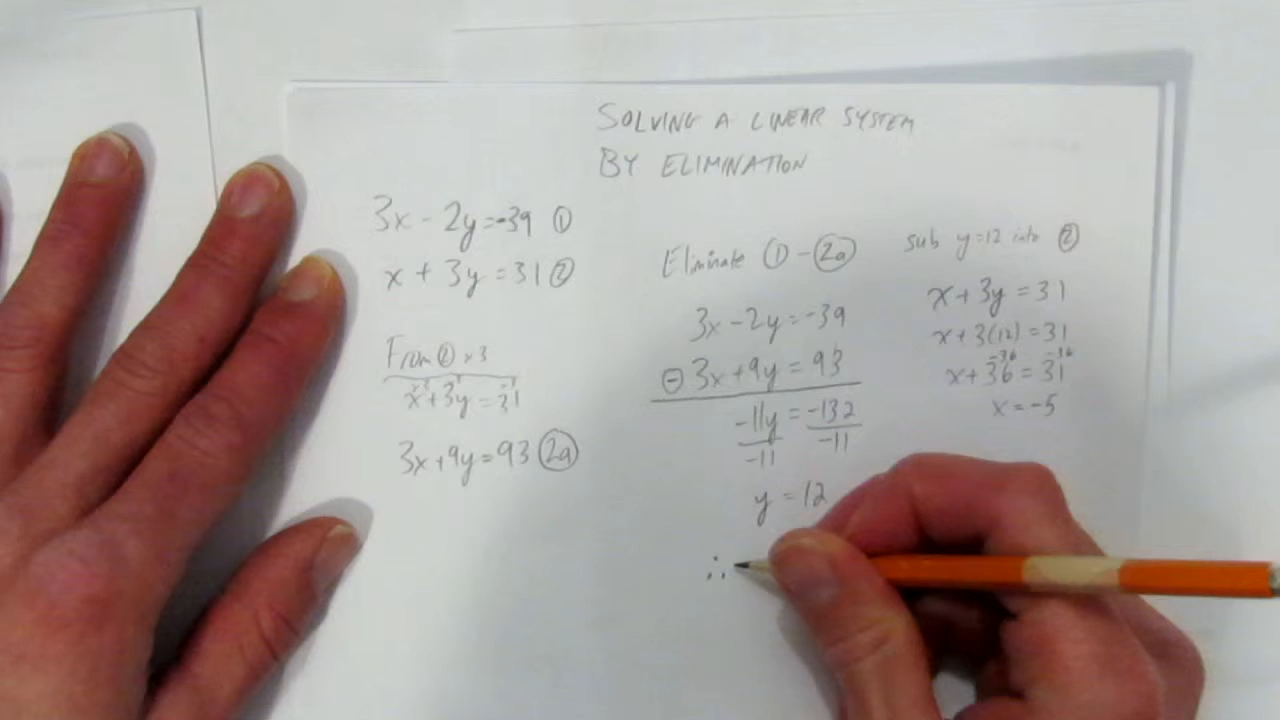 SOLVING A LINEAR SYSTEM
BY ELIMINATION
3x - 2y = -39 ①
x + 3y = 31 ②
From ② × 3
x + 3y = 31
3x + 9y = 93 (2a)
Eliminate ① - (2a)
3x - 2y = -39
⊖ 3x + 9y = 93
-11y = -132
-11 -11
y = 12
∴
sub y=12 into ②
x + 3y = 31
x + 3(12) = 31
-36 -36
x + 36 = 31
x = -5